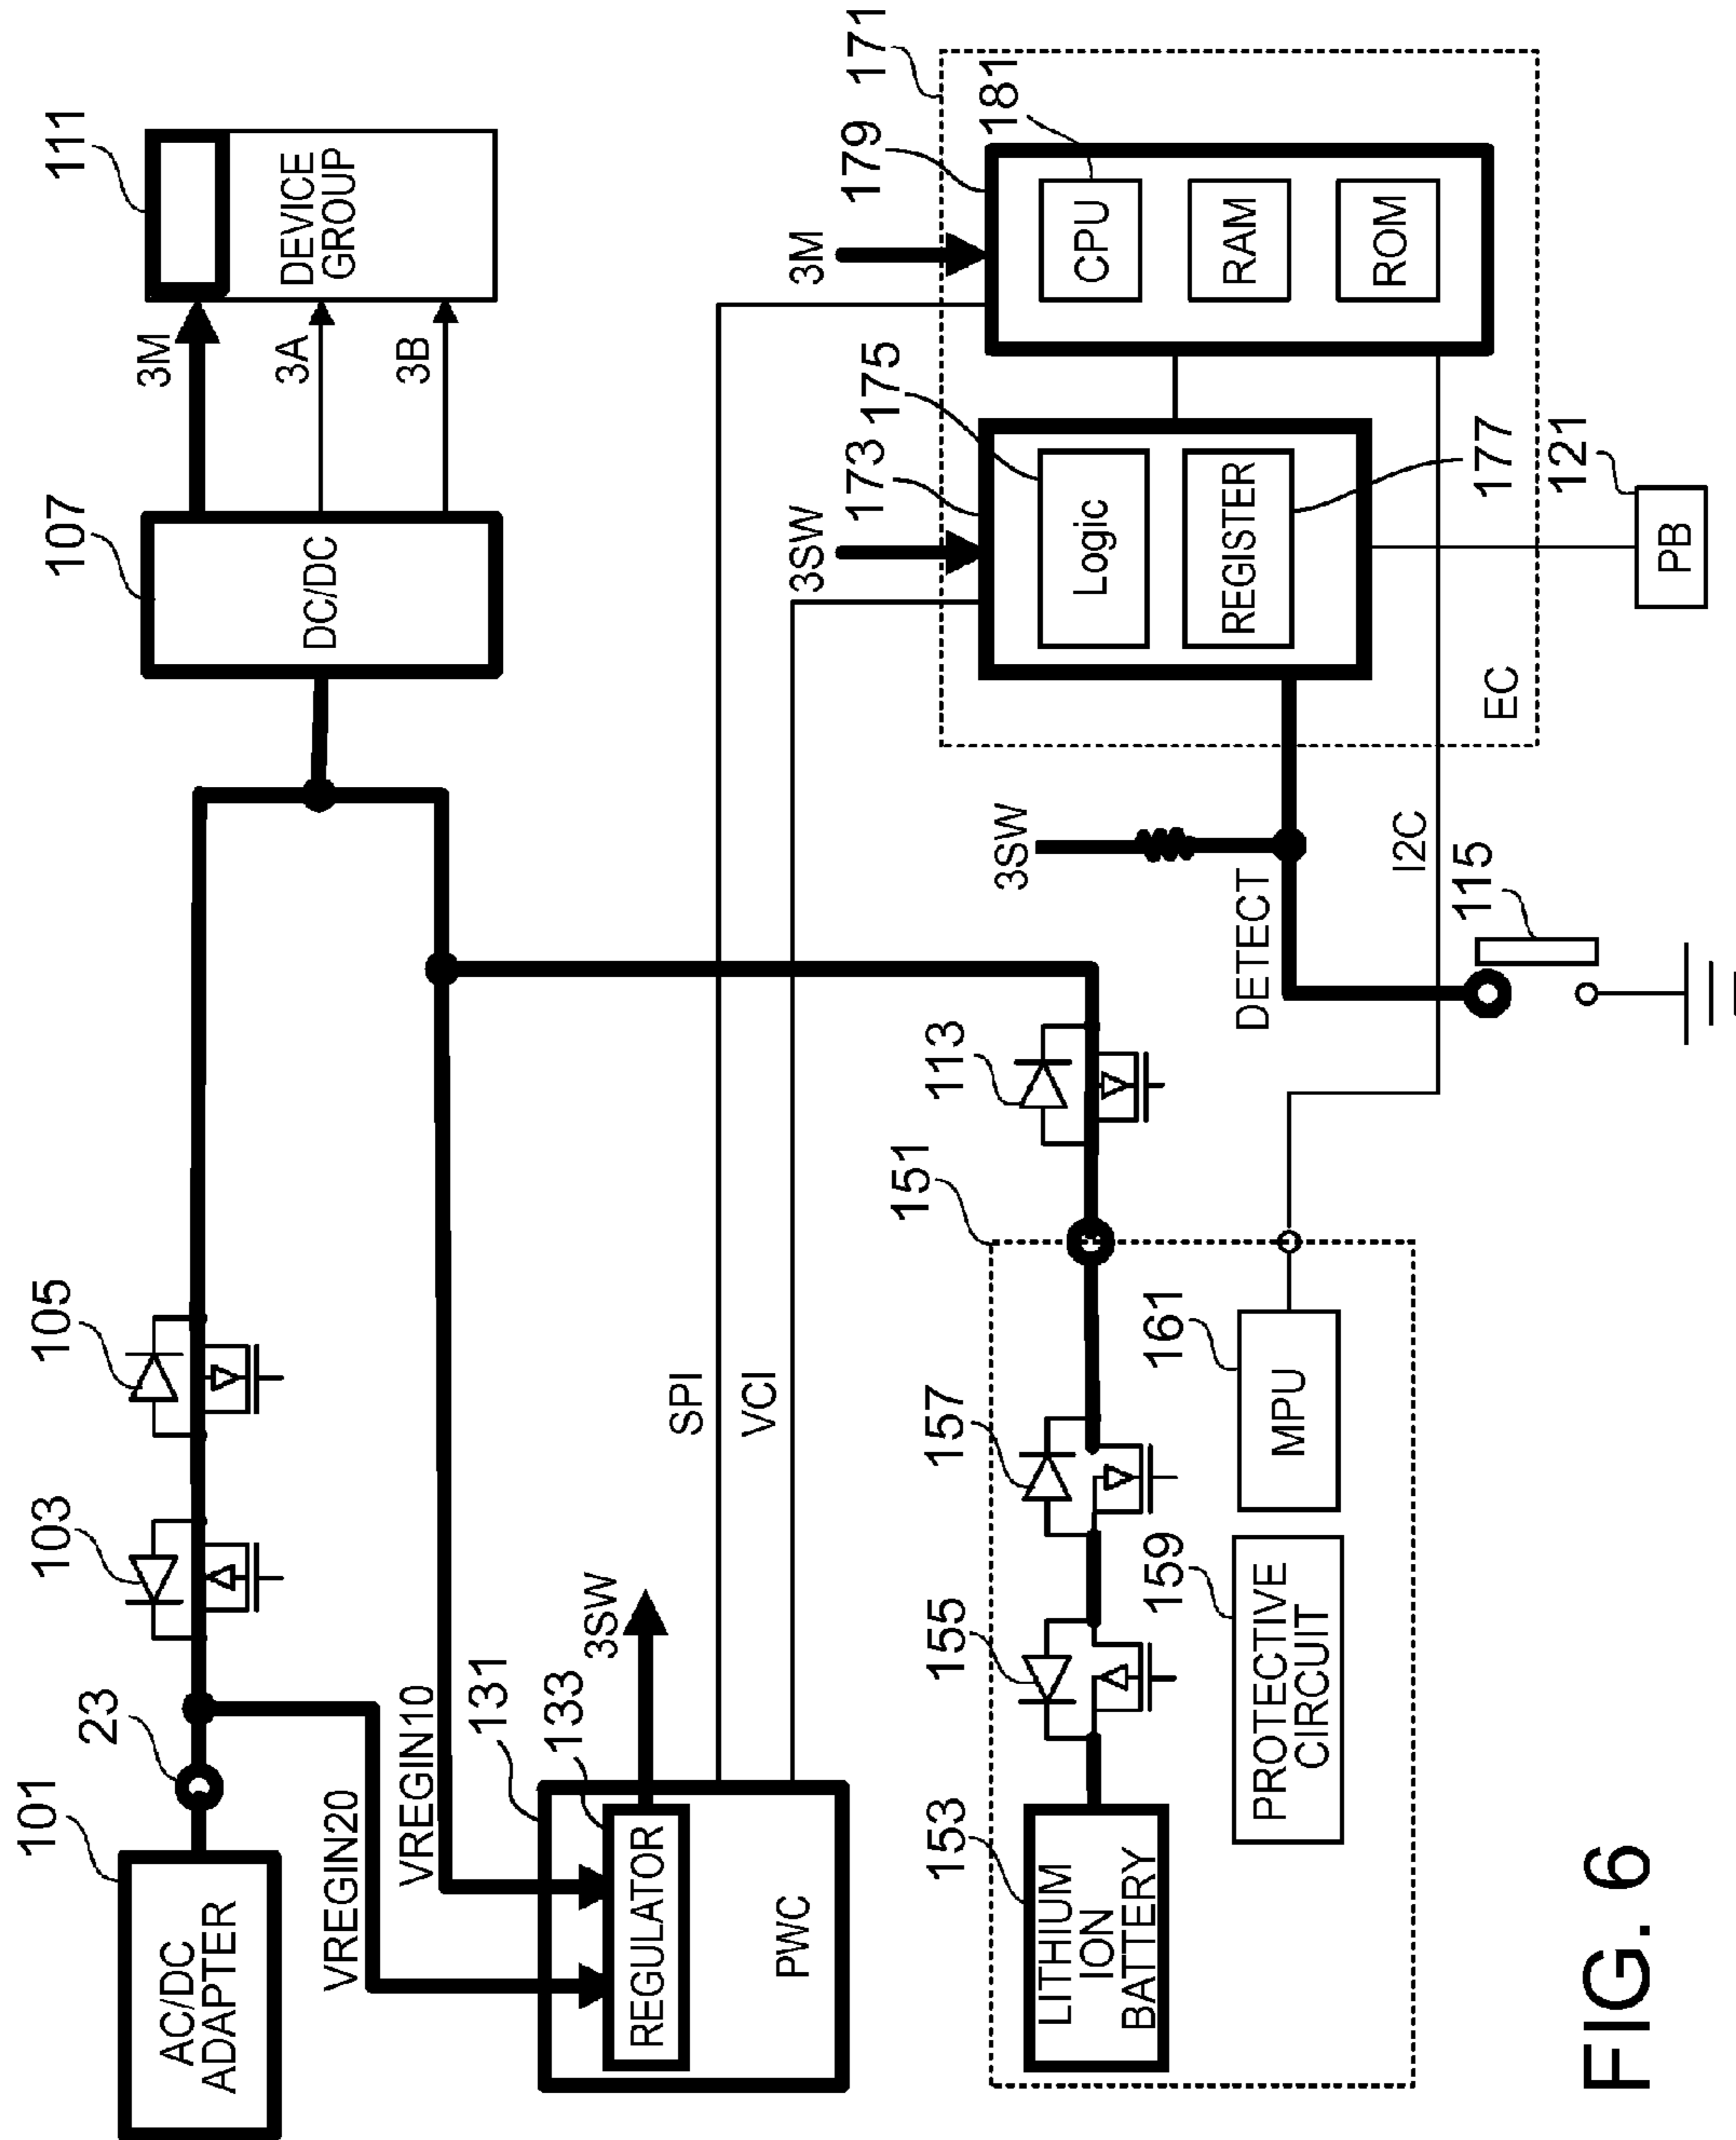 101
AC/DC
ADAPTER
23
103
105
107
DC/DC
3M
3A
3B
111
DEVICE
GROUP
VREGIN20
VREGIN10
131
133
REGULATOR
PWC
3SW
SPI
VCI
151
153
LITHIUM
ION
BATTERY
155
157
159
PROTECTIVE
CIRCUIT
161
MPU
113
3SW
DETECT
I2C
115
171
EC
3SW
173
175
Logic
REGISTER
177
3M
179
181
CPU
RAM
ROM
121
PB
FIG. 6